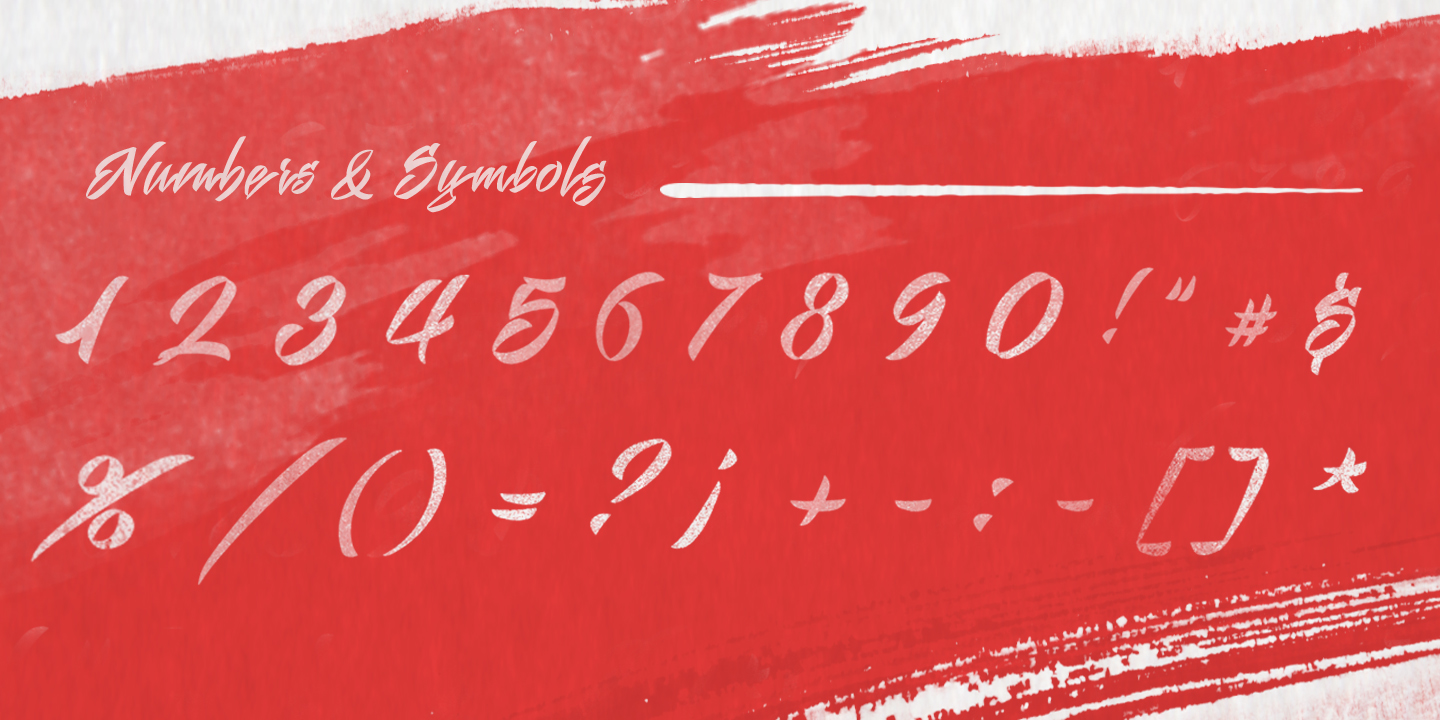 Numbers & Symbols
1 2 3 4 5 6 7 8 9 0 ! " # $
% / ( ) = ? ¡ + - : - [ ] *